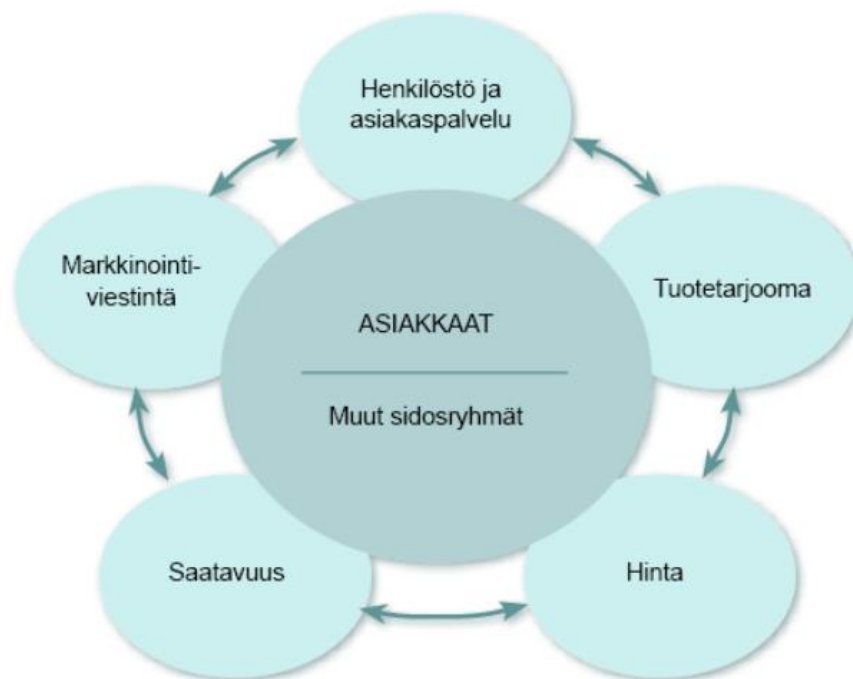 Henkilöstö ja
asiakaspalvelu
Markkinointi-
viestintä
Tuotetarjooma
ASIAKKAAT
Muut sidosryhmät
Saatavuus
Hinta